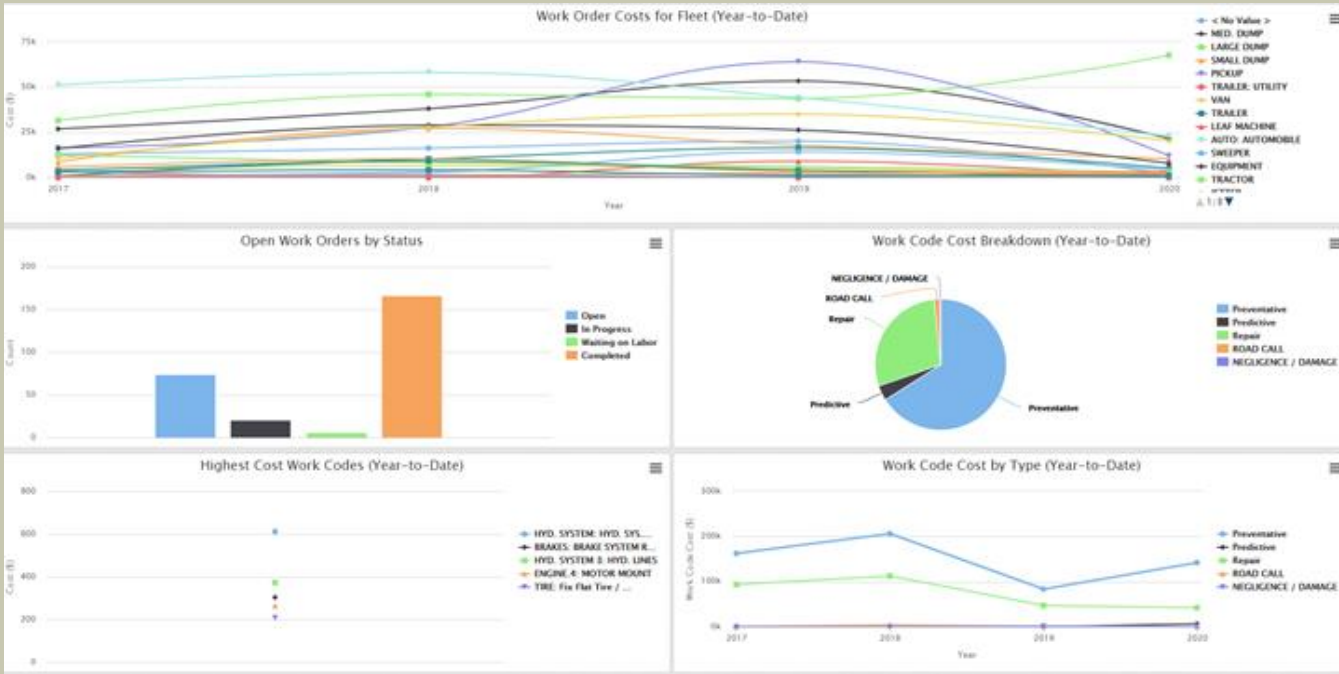 Work Order Costs for Fleet (Year-to-Date)
75k
50k
25k
0k
Cost ($)
2017
2018
2019
2020
Year
< No Value >
MED. DUMP
LARGE DUMP
SMALL DUMP
PICKUP
TRAILER: UTILITY
VAN
TRAILER
LEAF MACHINE
AUTO: AUTOMOBILE
SWEEPER
EQUIPMENT
TRACTOR
Open Work Orders by Status
200
150
100
50
0
Count
Open
In Progress
Waiting on Labor
Completed
Work Code Cost Breakdown (Year-to-Date)
NEGLIGENCE / DAMAGE
ROAD CALL
Repair
Predictive
Preventative
Preventative
Predictive
Repair
ROAD CALL
NEGLIGENCE / DAMAGE
Highest Cost Work Codes (Year-to-Date)
800
600
400
200
0
Cost ($)
HYD. SYSTEM: HYD. SYS....
BRAKES: BRAKE SYSTEM R...
HYD. SYSTEM 3: HYD. LINES
ENGINE 4: MOTOR MOUNT
TIRE: Fix Flat Tire / ...
Work Code Cost by Type (Year-to-Date)
300k
200k
100k
0k
Work Code Cost ($)
2017
2018
2019
2020
Year
Preventative
Predictive
Repair
ROAD CALL
NEGLIGENCE / DAMAGE